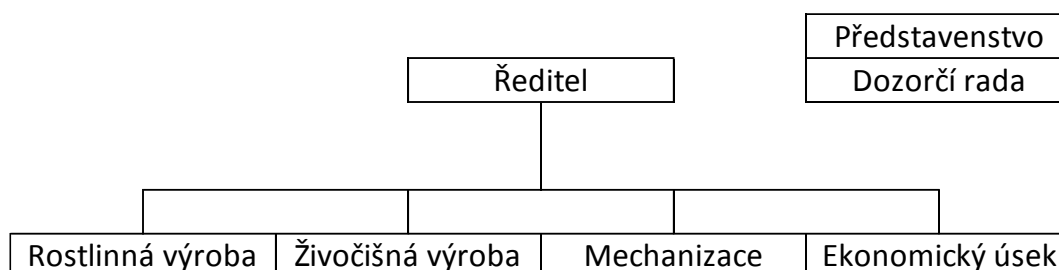 Představenstvo
Ředitel
Dozorčí rada
Rostlinná výroba
Živočišná výroba
Mechanizace
Ekonomický úsek